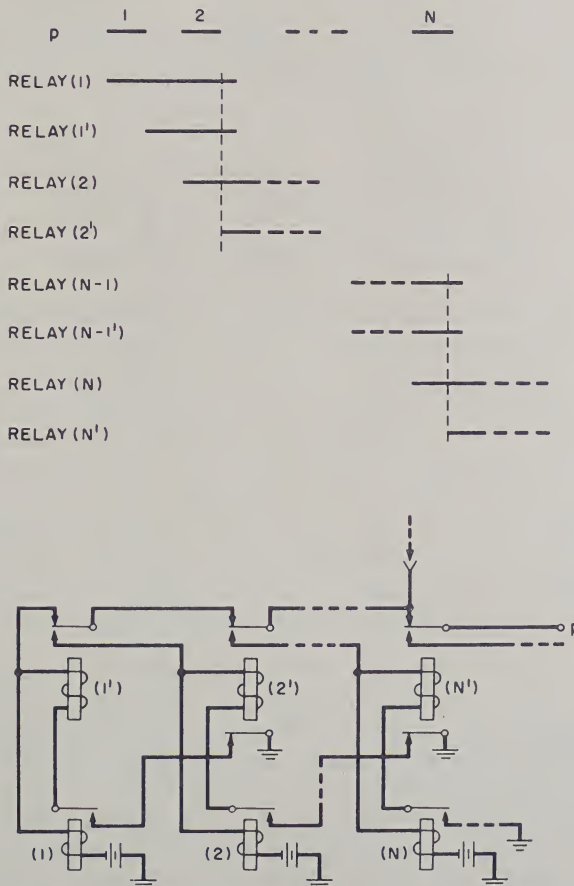 1 2 N
P
RELAY(1)
RELAY(1')
RELAY(2)
RELAY(2')
RELAY(N-1)
RELAY(N-1')
RELAY(N)
RELAY(N')
P
(1') (2') (N')
(1) (2) (N)